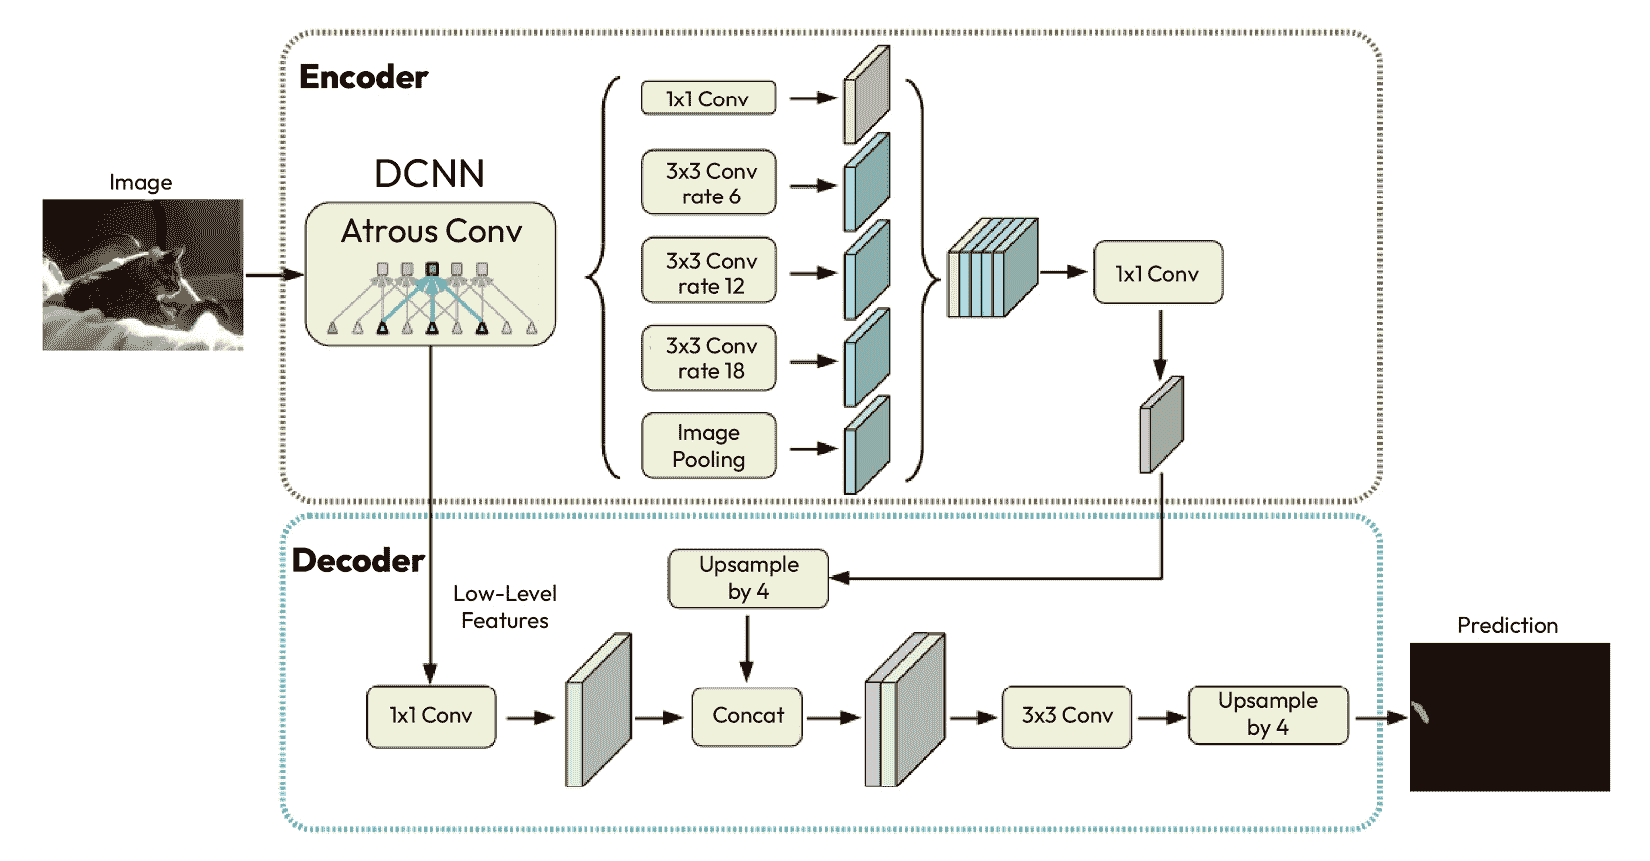 Encoder
DCNN
Image
Atrous Conv
1x1 Conv
3x3 Conv
rate 6
3x3 Conv
rate 12
3x3 Conv
rate 18
Image
Pooling
1x1 Conv
Decoder
Low-Level
Features
Upsample
by 4
1x1 Conv
Concat
3x3 Conv
Upsample
by 4
Prediction